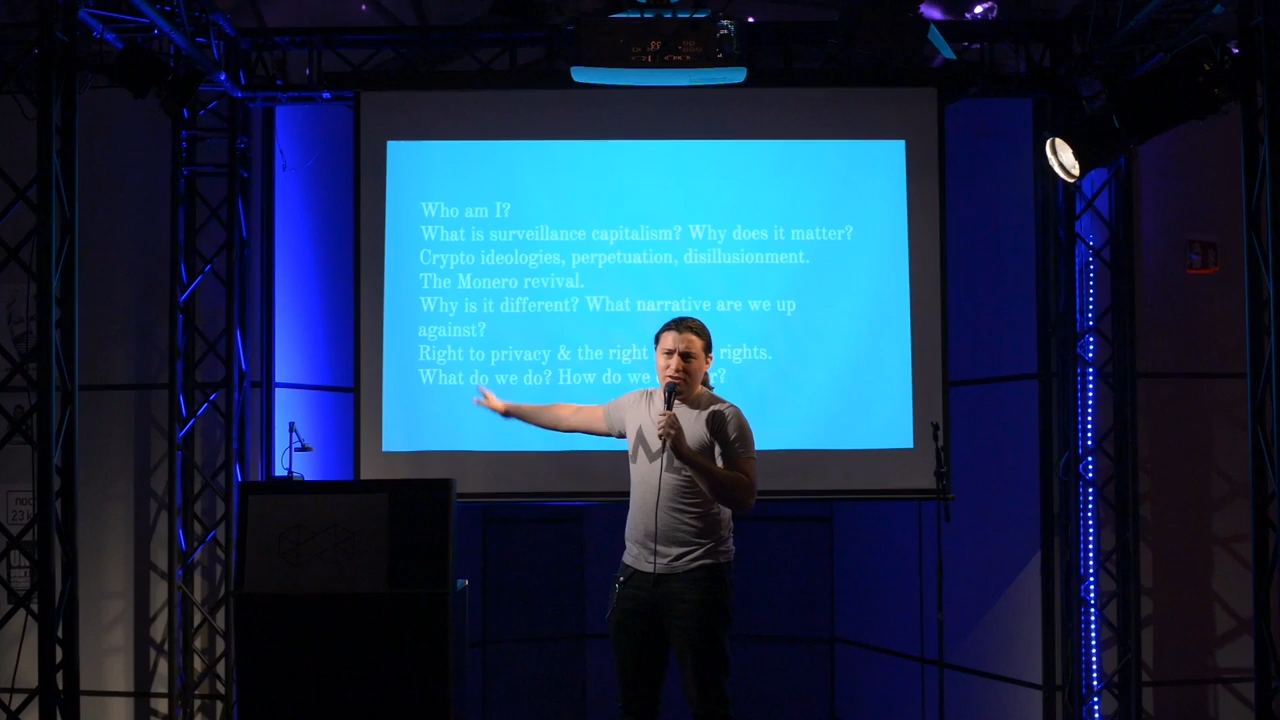 Who am I?
What is surveillance capitalism? Why does it matter?
Crypto ideologies, perpetuation, disillusionment.
The Monero revival.
Why is it different? What narrative are we up
against?
Right to privacy & the right rights.
What do we do? How do we
23